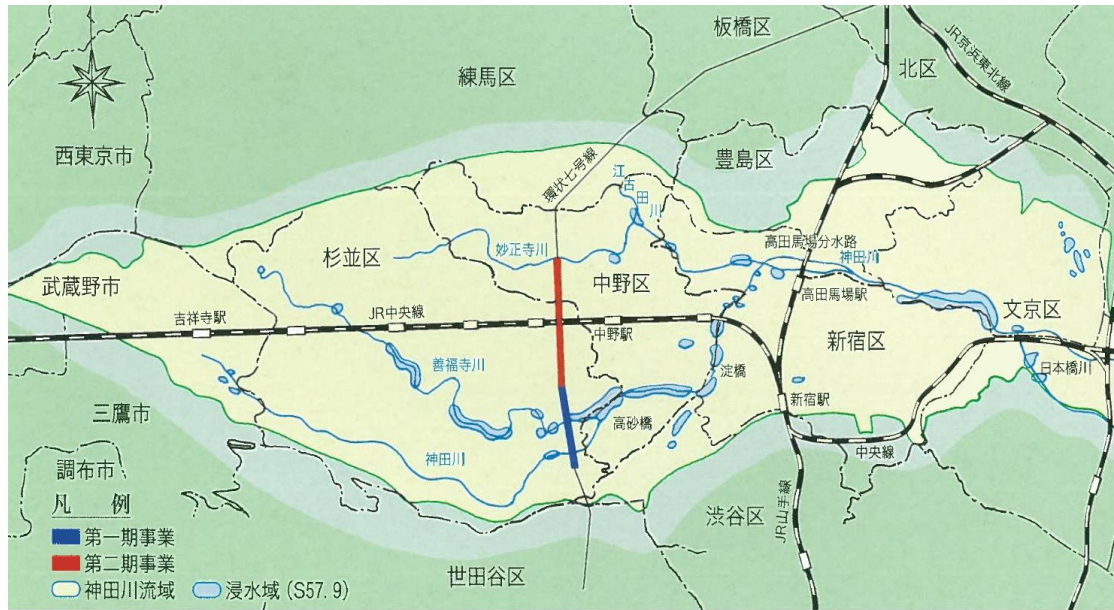 板橋区
北区
JR京浜東北線
練馬区
西東京市
豊島区
環状七号線
江古田川
高田馬場分水路
神田川
妙正寺川
杉並区
中野区
武蔵野市
高田馬場駅
文京区
吉祥寺駅
JR中央線
中野駅
新宿区
善福寺川
淀橋
日本橋川
新宿駅
三鷹市
高砂橋
神田川
中央線
調布市
渋谷区
JR山手線
世田谷区
凡 例
第一期事業
第二期事業
神田川流域
浸水域 (S57. 9)